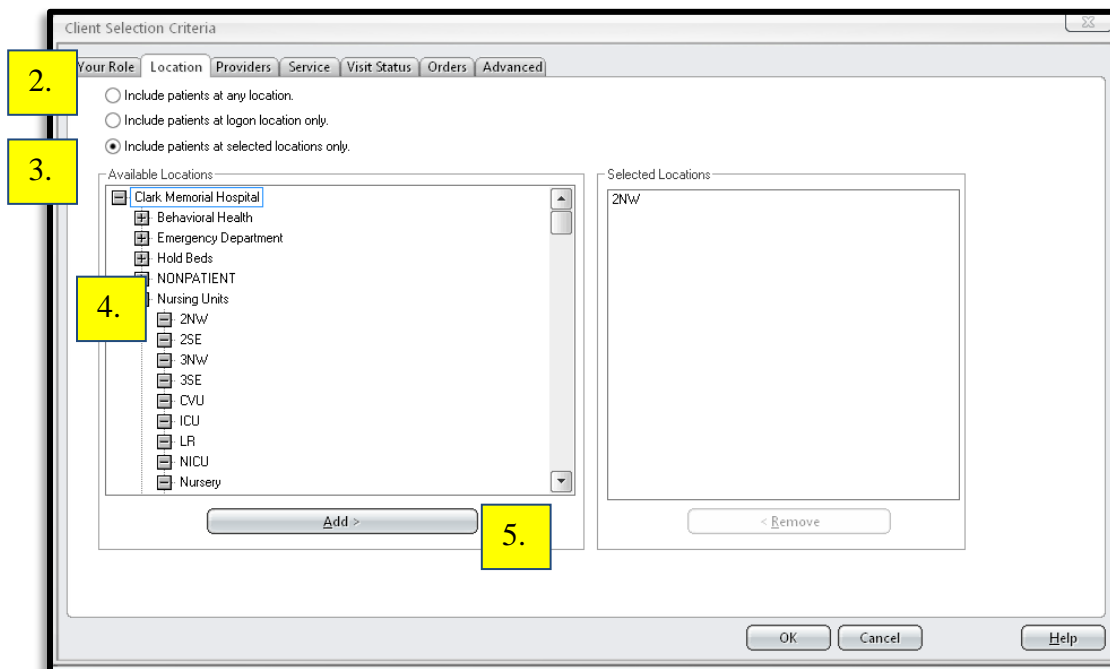 Client Selection Criteria
2.
Your Role Location Providers Service Visit Status Orders Advanced
Include patients at any location.
Include patients at logon location only.
3.
Include patients at selected locations only.
Available Locations
Selected Locations
Clark Memorial Hospital
2NW
Behavioral Health
Emergency Department
Hold Beds
NONPATIENT
4.
Nursing Units
2NW
2SE
3NW
3SE
CVU
ICU
LR
NICU
Nursery
Add >
5.
< Remove
OK Cancel Help